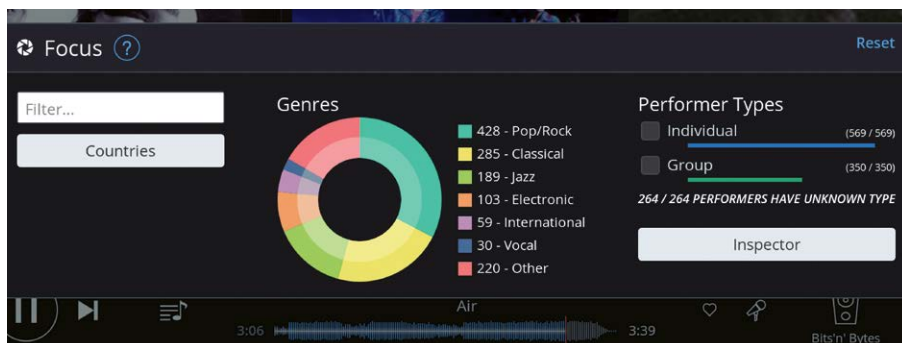 Focus ?
Reset
Filter...
Countries
Genres
428 - Pop/Rock
285 - Classical
189 - Jazz
103 - Electronic
59 - International
30 - Vocal
220 - Other
Performer Types
Individual (569 / 569)
Group (350 / 350)
264 / 264 PERFORMERS HAVE UNKNOWN TYPE
Inspector
Air
3:06
3:39
Bits'n' Bytes